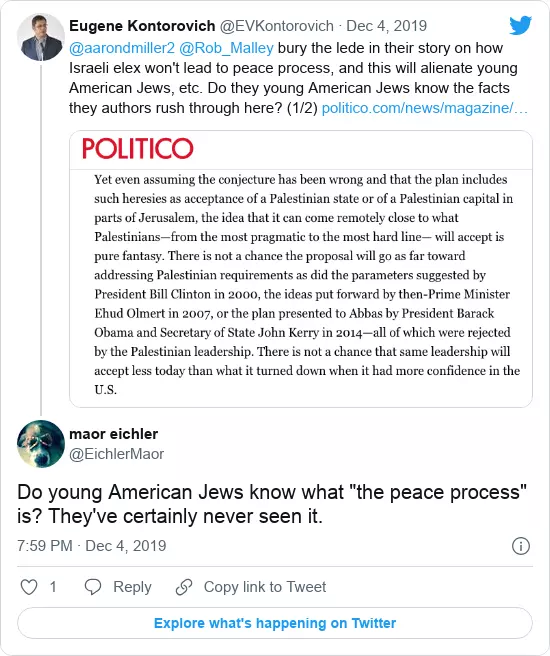 Eugene Kontorovich @EVKontorovich · Dec 4, 2019
@aarondmiller2 @Rob_Malley bury the lede in their story on how
Israeli elex won't lead to peace process, and this will alienate young
American Jews, etc. Do they young American Jews know the facts
they authors rush through here? (1/2) politico.com/news/magazine/…
POLITICO
Yet even assuming the conjecture has been wrong and that the plan includes
such heresies as acceptance of a Palestinian state or of a Palestinian capital in
parts of Jerusalem, the idea that it can come remotely close to what
Palestinians—from the most pragmatic to the most hard line— will accept is
pure fantasy. There is not a chance the proposal will go as far toward
addressing Palestinian requirements as did the parameters suggested by
President Bill Clinton in 2000, the ideas put forward by then-Prime Minister
Ehud Olmert in 2007, or the plan presented to Abbas by President Barack
Obama and Secretary of State John Kerry in 2014—all of which were rejected
by the Palestinian leadership. There is not a chance that same leadership will
accept less today than what it turned down when it had more confidence in the
U.S.
maor eichler
@EichlerMaor
Do young American Jews know what "the peace process"
is? They've certainly never seen it.
7:59 PM · Dec 4, 2019
1 Reply Copy link to Tweet
Explore what's happening on Twitter